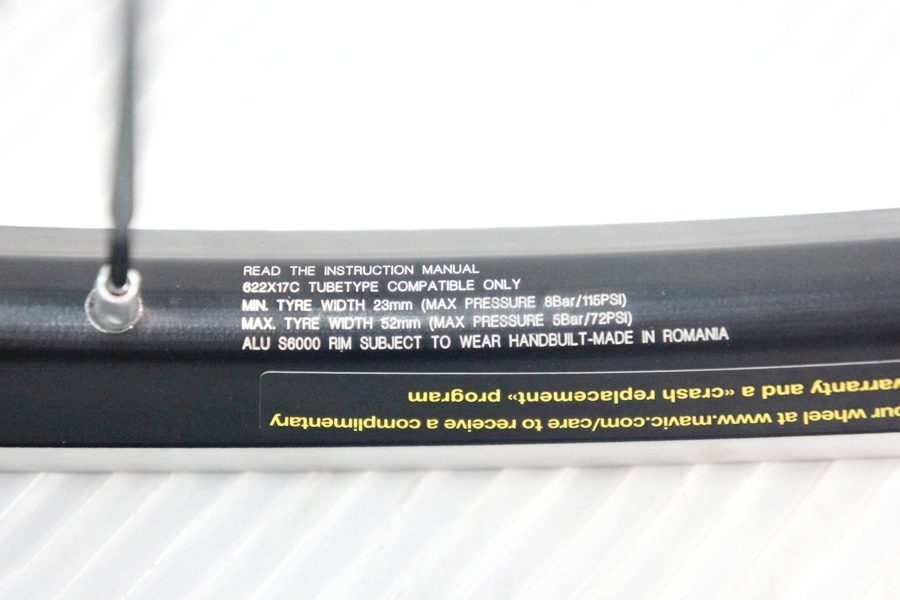 READ THE INSTRUCTION MANUAL
622X17C TUBETYPE COMPATIBLE ONLY
MIN. TYRE WIDTH 23mm (MAX PRESSURE 8Bar/115PSI)
MAX. TYRE WIDTH 52mm (MAX PRESSURE 5Bar/72PSI)
ALU S6000 RIM SUBJECT TO WEAR HANDBUILT-MADE IN ROMANIA
wheel at www.mavic.com/care to receive a complimentary
warranty and a «crash replacement» program